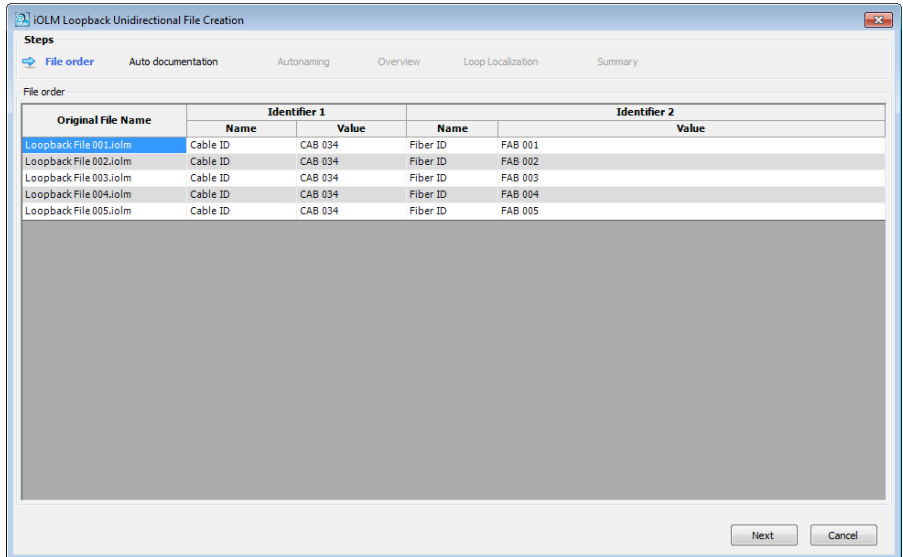 iOLM Loopback Unidirectional File Creation
Steps
File order Auto documentation Autonaming Overview Loop Localization Summary
File order
Original File Name Identifier 1 Identifier 2
Name Value Name Value
Loopback File 001.iolm Cable ID CAB 034 Fiber ID FAB 001
Loopback File 002.iolm Cable ID CAB 034 Fiber ID FAB 002
Loopback File 003.iolm Cable ID CAB 034 Fiber ID FAB 003
Loopback File 004.iolm Cable ID CAB 034 Fiber ID FAB 004
Loopback File 005.iolm Cable ID CAB 034 Fiber ID FAB 005
Next Cancel